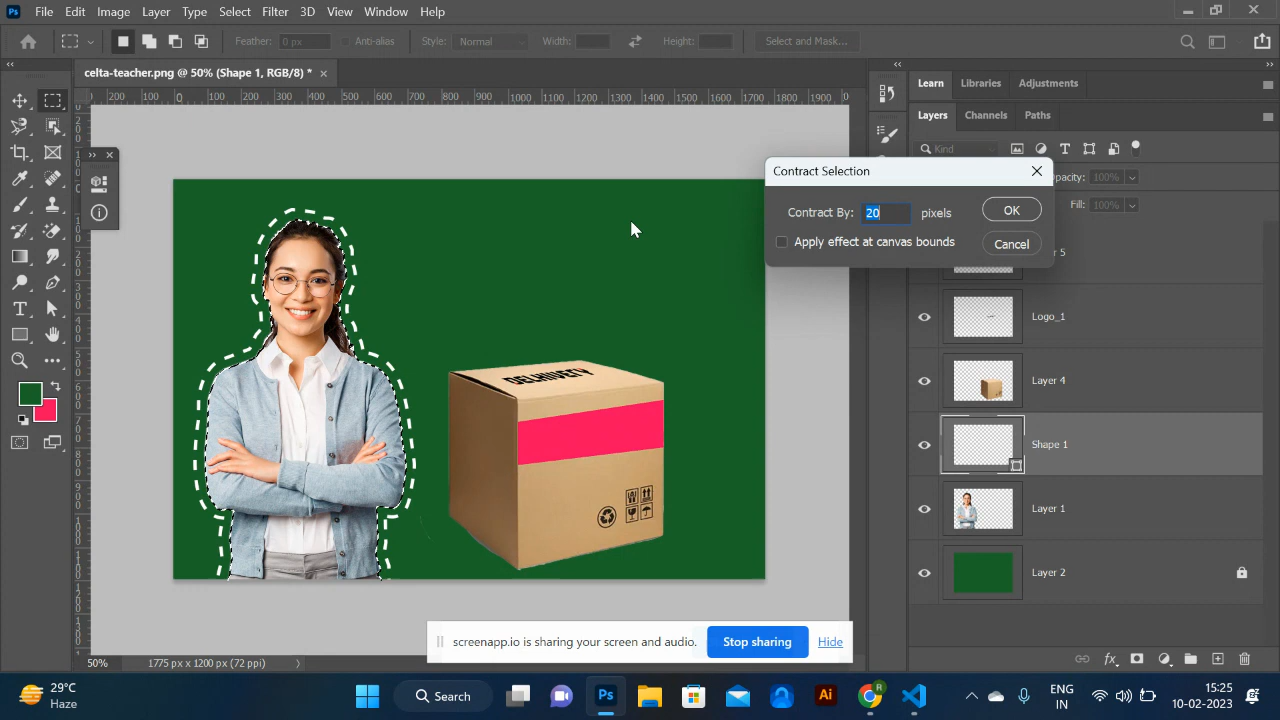 Ps File Edit Image Layer Type Select Filter 3D View Window Help
Feather: 0 px Anti-alias Style: Normal Width: Height: Select and Mask...
celta-teacher.png @ 50% (Shape 1, RGB/8) *
Learn Libraries Adjustments
200 100 0 100 200 300 400 500 600 700 800 900 1000 1100 1200 1300 1400 1500 1600 1700 1800 1900
Layers Channels Paths
Kind
Contract Selection
Opacity: 100%
Contract By: 20 pixels OK
Fill: 100%
Apply effect at canvas bounds Cancel
5
Logo_1
DELHIVERY
Layer 4
Shape 1
Layer 1
Layer 2
screenapp.io is sharing your screen and audio. Stop sharing Hide
50% 1775 px x 1200 px (72 ppi)
29°C
Haze
Search
Ps
Ai
R
ENG
IN
15:25
10-02-2023